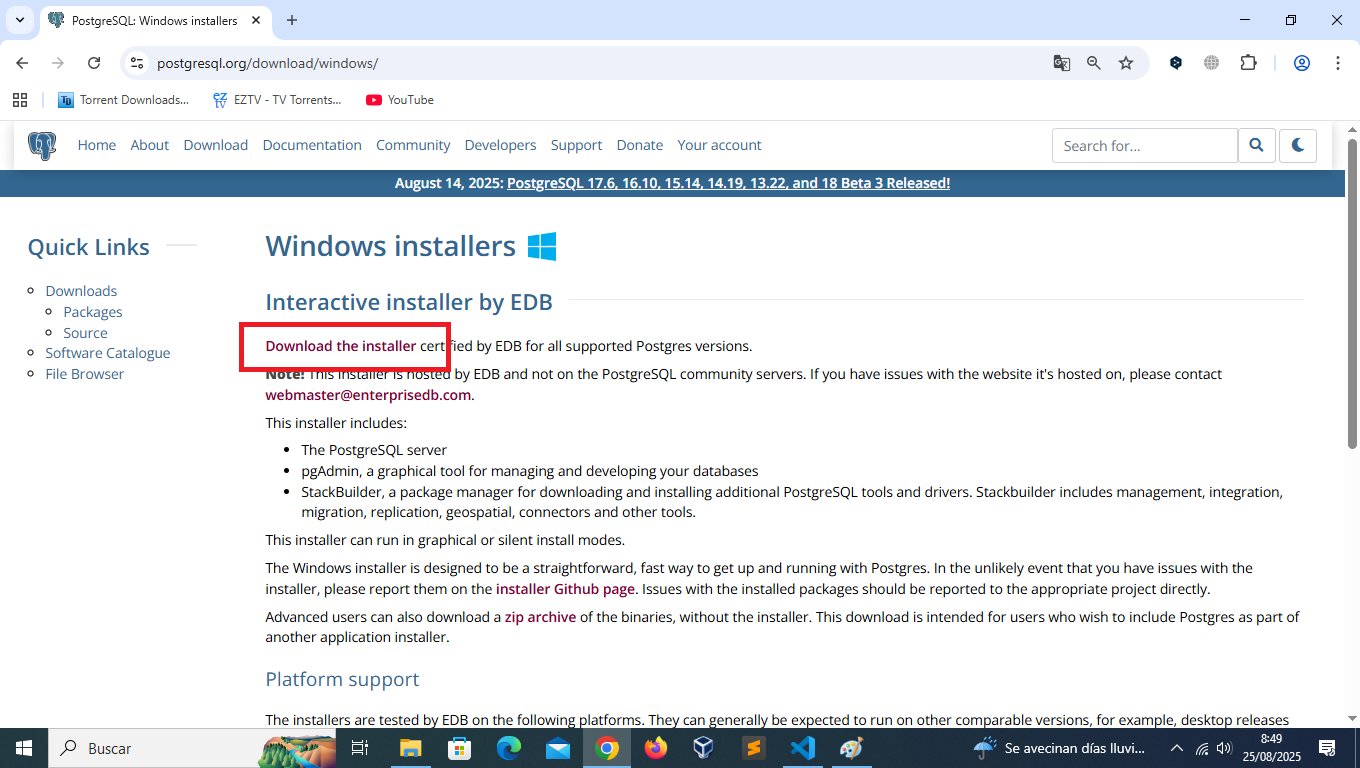 PostgreSQL: Windows installers
postgresql.org/download/windows/
Torrent Downloads... EZTV - TV Torrents... YouTube
Home About Download Documentation Community Developers Support Donate Your account Search for...
August 14, 2025: PostgreSQL 17.6, 16.10, 15.14, 14.19, 13.22, and 18 Beta 3 Released!
Quick Links
Downloads
Packages
Source
Software Catalogue
File Browser
Windows installers
Interactive installer by EDB
Download the installer certified by EDB for all supported Postgres versions.
Note! This installer is hosted by EDB and not on the PostgreSQL community servers. If you have issues with the website it's hosted on, please contact
webmaster@enterprisedb.com.
This installer includes:
The PostgreSQL server
pgAdmin, a graphical tool for managing and developing your databases
StackBuilder, a package manager for downloading and installing additional PostgreSQL tools and drivers. Stackbuilder includes management, integration,
migration, replication, geospatial, connectors and other tools.
This installer can run in graphical or silent install modes.
The Windows installer is designed to be a straightforward, fast way to get up and running with Postgres. In the unlikely event that you have issues with the
installer, please report them on the installer Github page. Issues with the installed packages should be reported to the appropriate project directly.
Advanced users can also download a zip archive of the binaries, without the installer. This download is intended for users who wish to include Postgres as part of
another application installer.
Platform support
The installers are tested by EDB on the following platforms. They can generally be expected to run on other comparable versions, for example, desktop releases
Buscar
Se avecinan días lluvi...
8:49
25/08/2025